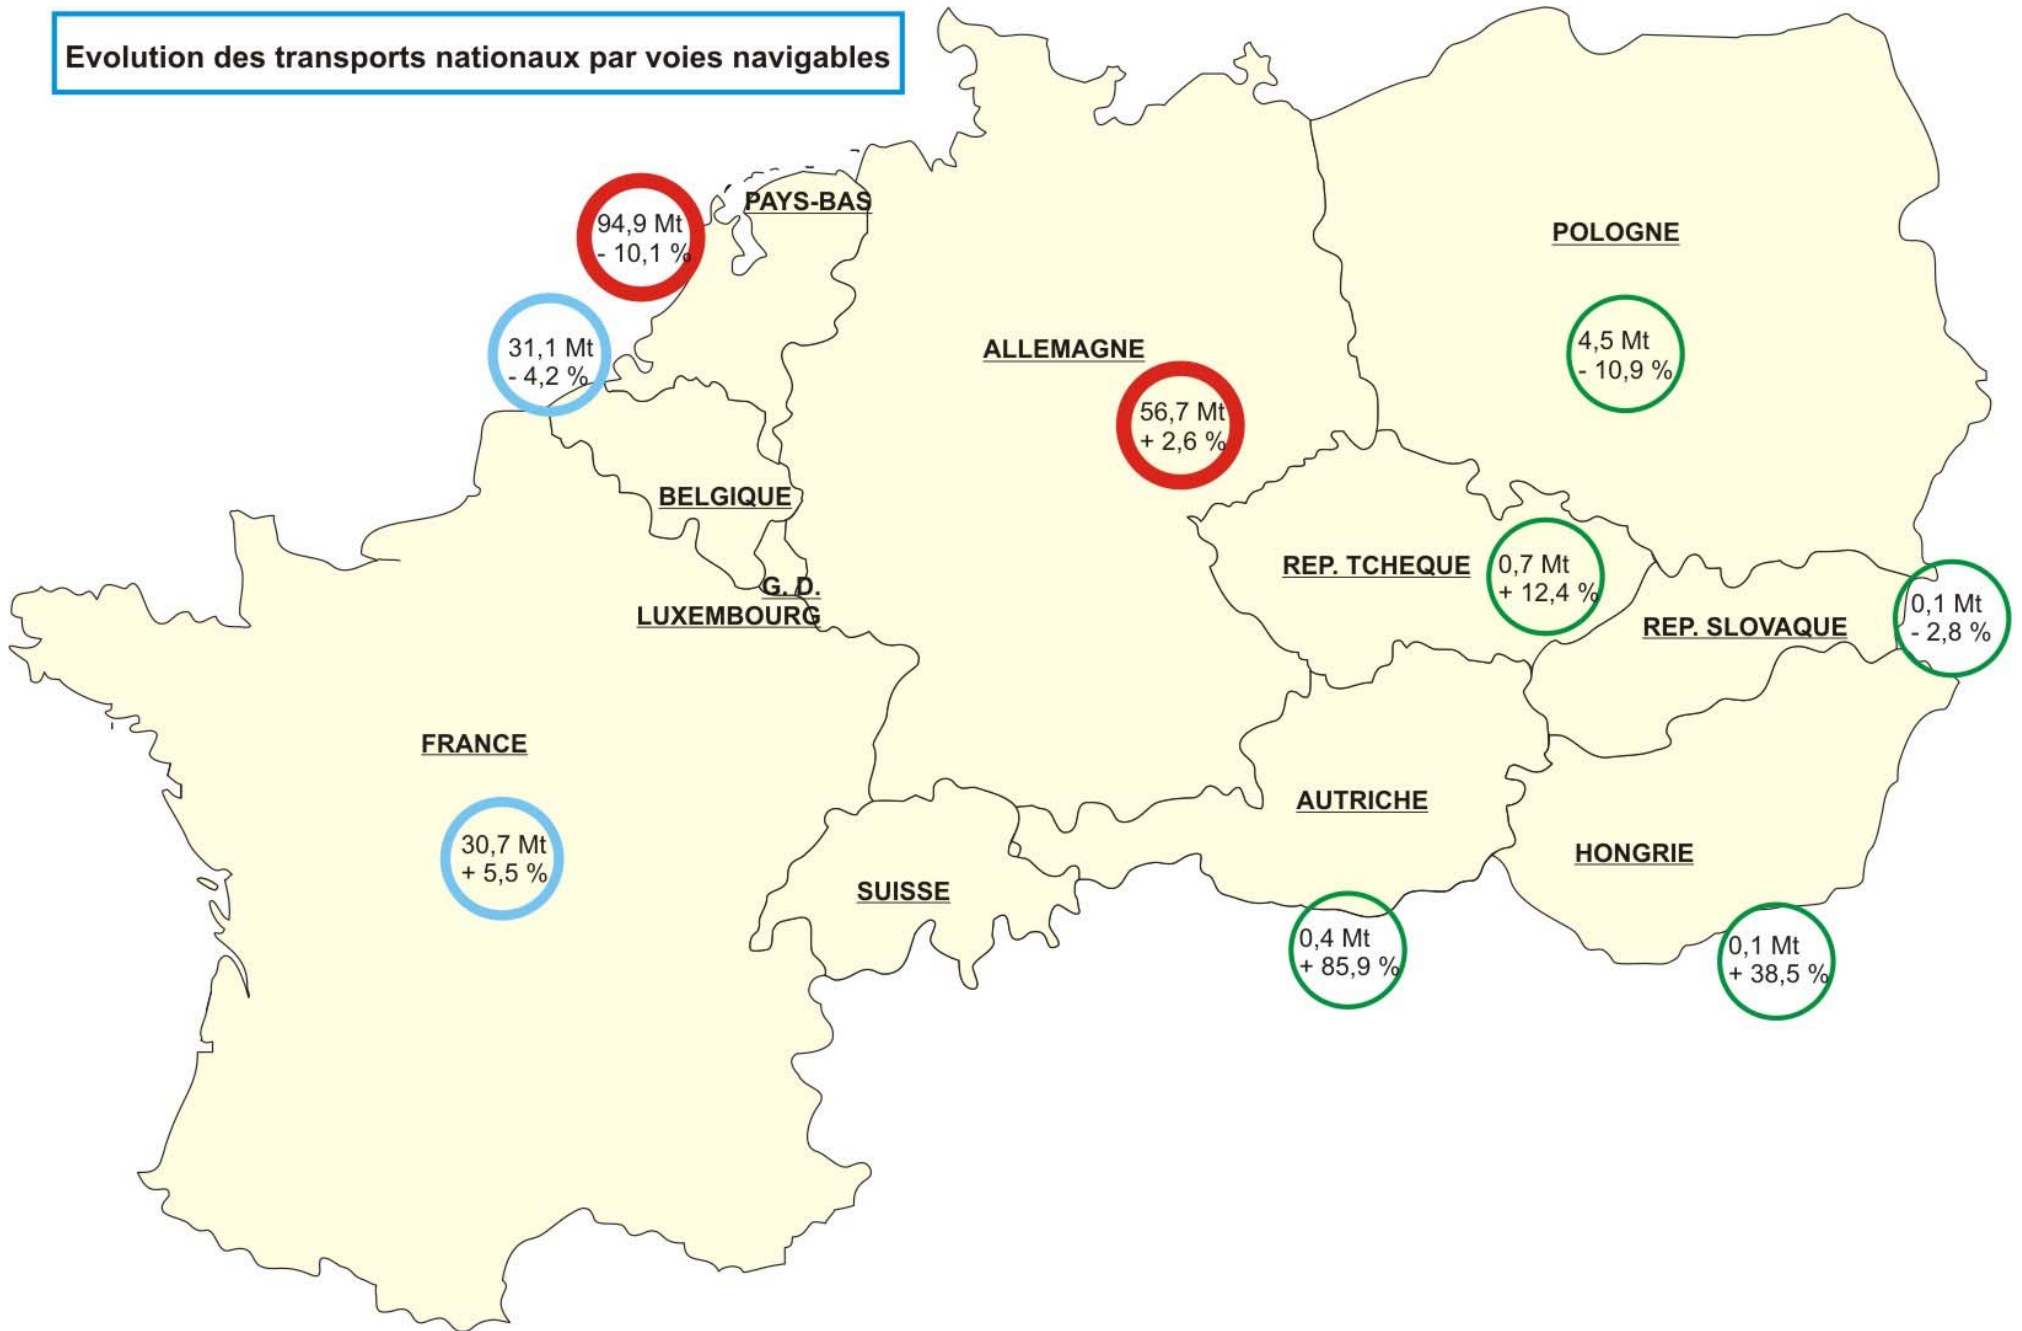 Evolution des transports nationaux par voies navigables
PAYS-BAS
94,9 Mt
- 10,1 %
POLOGNE
31,1 Mt
- 4,2 %
ALLEMAGNE
4,5 Mt
- 10,9 %
56,7 Mt
+ 2,6 %
BELGIQUE
REP. TCHEQUE
0,7 Mt
+ 12,4 %
G. D.
LUXEMBOURG
REP. SLOVAQUE
0,1 Mt
- 2,8 %
FRANCE
30,7 Mt
+ 5,5 %
AUTRICHE
HONGRIE
SUISSE
0,4 Mt
+ 85,9 %
0,1 Mt
+ 38,5 %